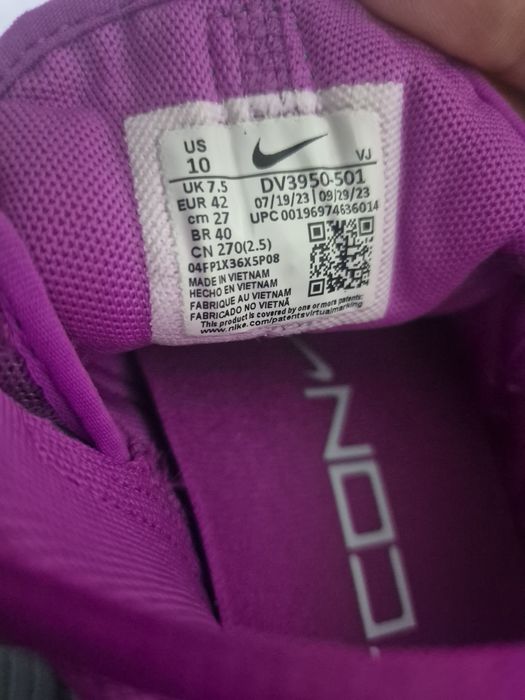 US
10
VJ
UK 7.5
EUR 42
cm 27
BR 40
CN 270(2.5)
DV3950-501
07/19/23 | 09/29/23
UPC 00196974636014
04FP1X36X5P08
MADE IN VIETNAM
HECHO EN VIETNAM
FABRIQUE AU VIETNAM
FABRICADO NO VIETNÃ
This product is covered by one or more patents:
www.nike.com/patentsvirtualmarking